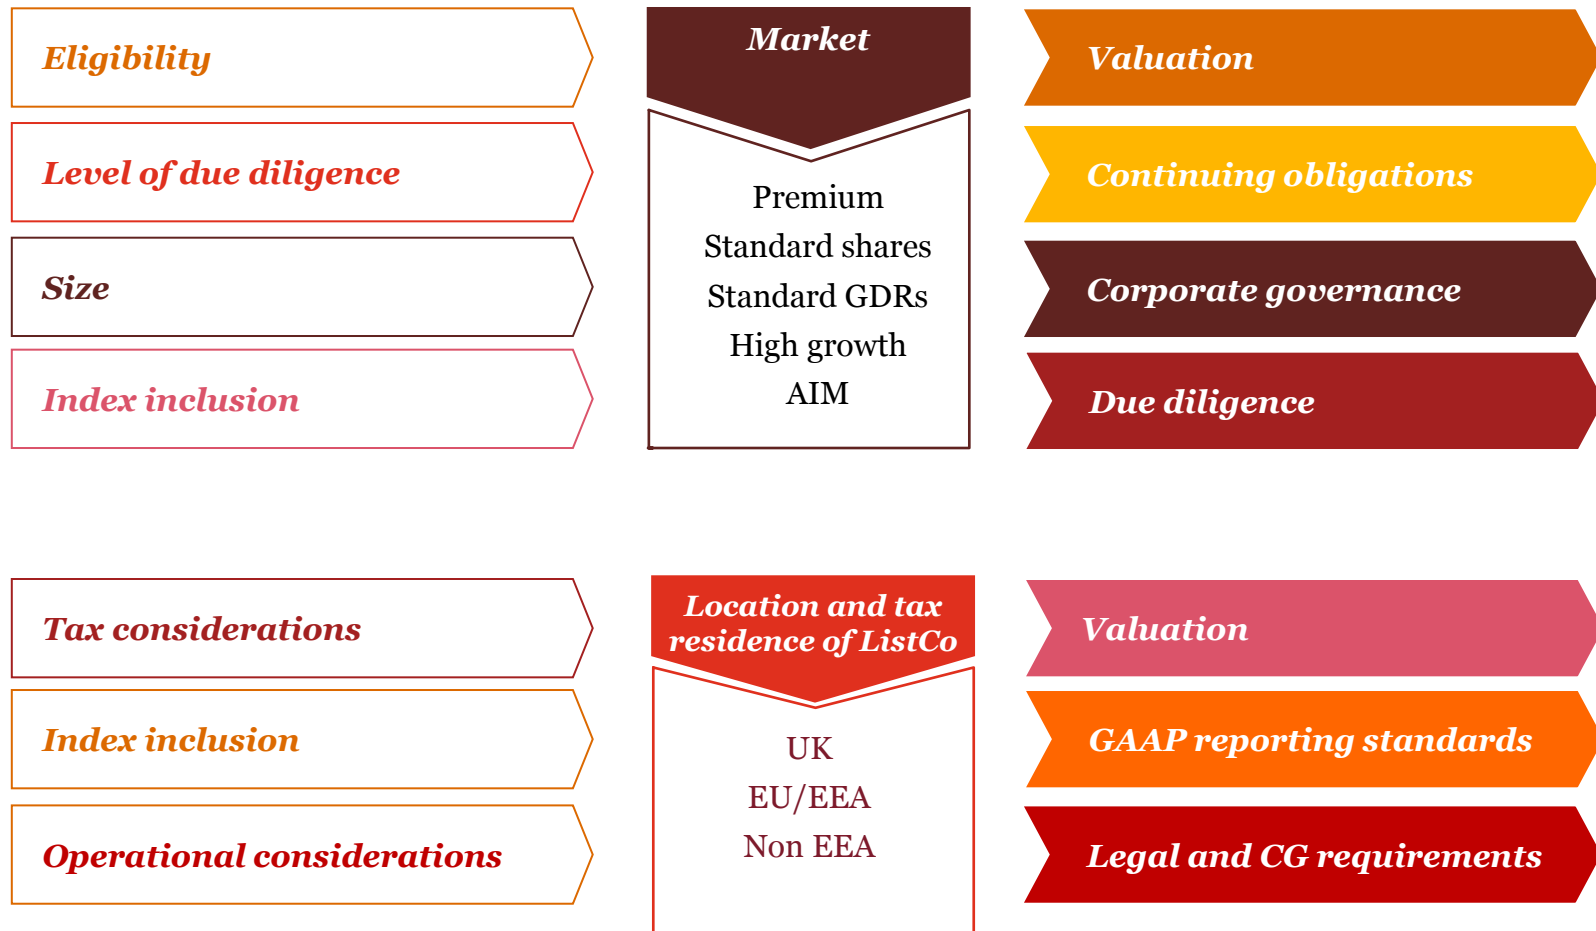 Eligibility
Level of due diligence
Size
Index inclusion
Market
Premium
Standard shares
Standard GDRs
High growth
AIM
Valuation
Continuing obligations
Corporate governance
Due diligence
Tax considerations
Index inclusion
Operational considerations
Location and tax
residence of ListCo
UK
EU/EEA
Non EEA
Valuation
GAAP reporting standards
Legal and CG requirements